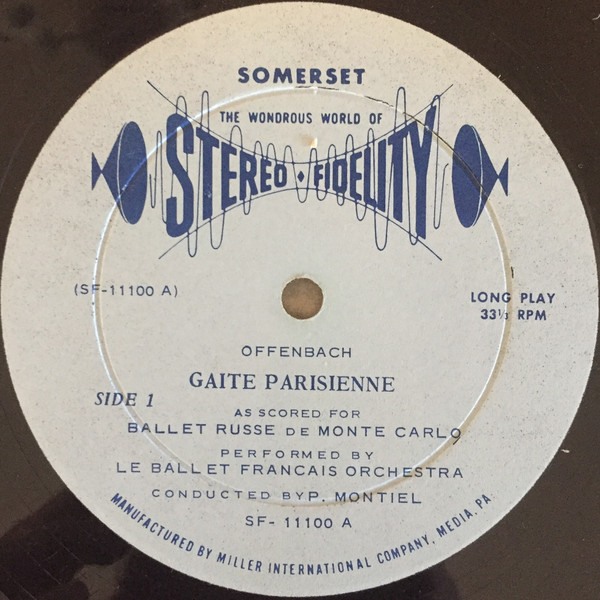 SOMERSET
THE WONDROUS WORLD OF
STEREO ♦ FIDELITY
(SF-11100 A)
LONG PLAY
33⅓ RPM
OFFENBACH
GAITE PARISIENNE
SIDE 1
AS SCORED FOR
BALLET RUSSE DE MONTE CARLO
PERFORMED BY
LE BALLET FRANCAIS ORCHESTRA
CONDUCTED BY P. MONTIEL
SF- 11100 A
MANUFACTURED BY MILLER INTERNATIONAL COMPANY, MEDIA, PA.